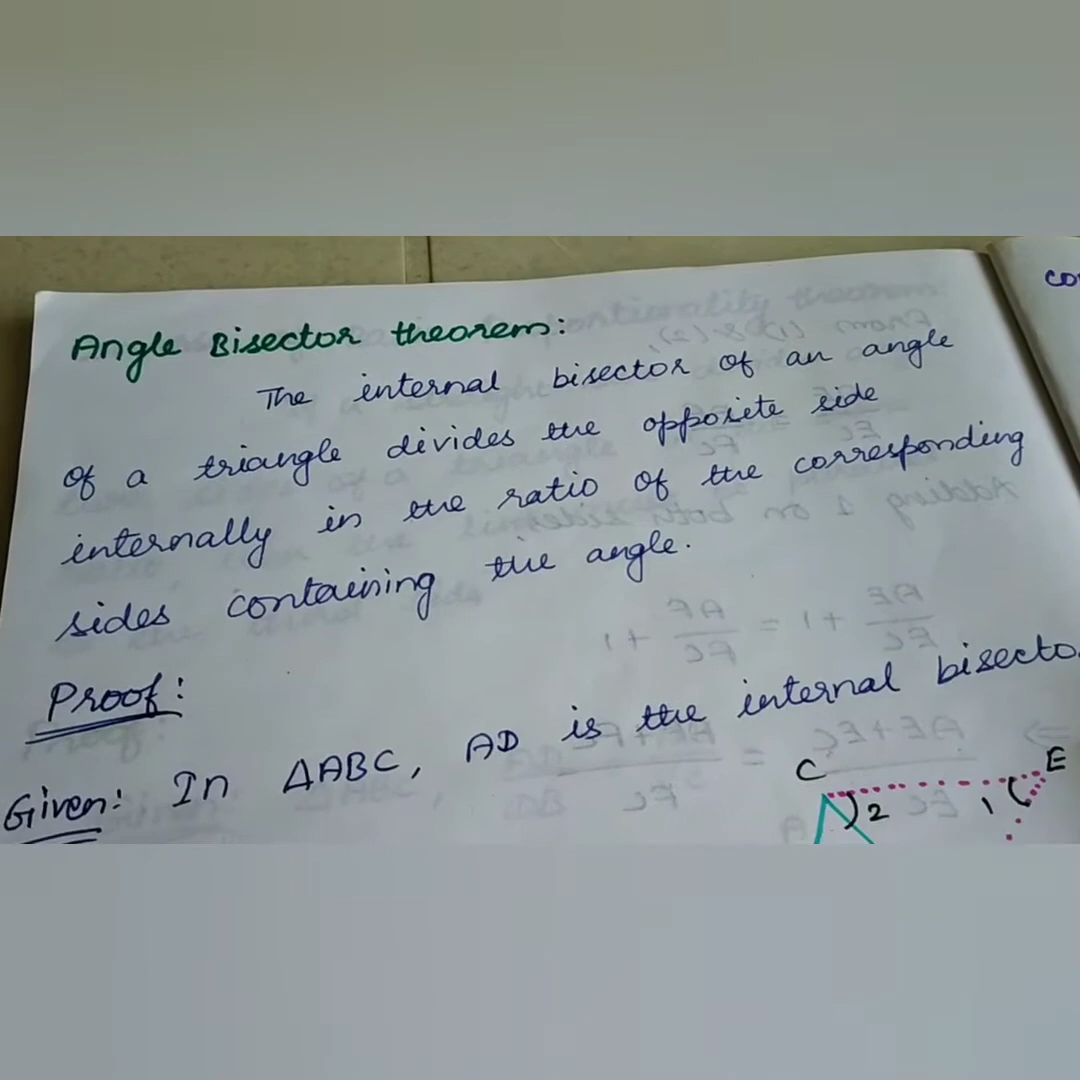 Angle Bisector theorem:
The internal bisector of an angle
of a triangle divides the opposite side
internally in the ratio of the corresponding
sides containing the angle.
Proof:
Given: In ΔABC, AD is the internal bisecto
C E
2 1
co